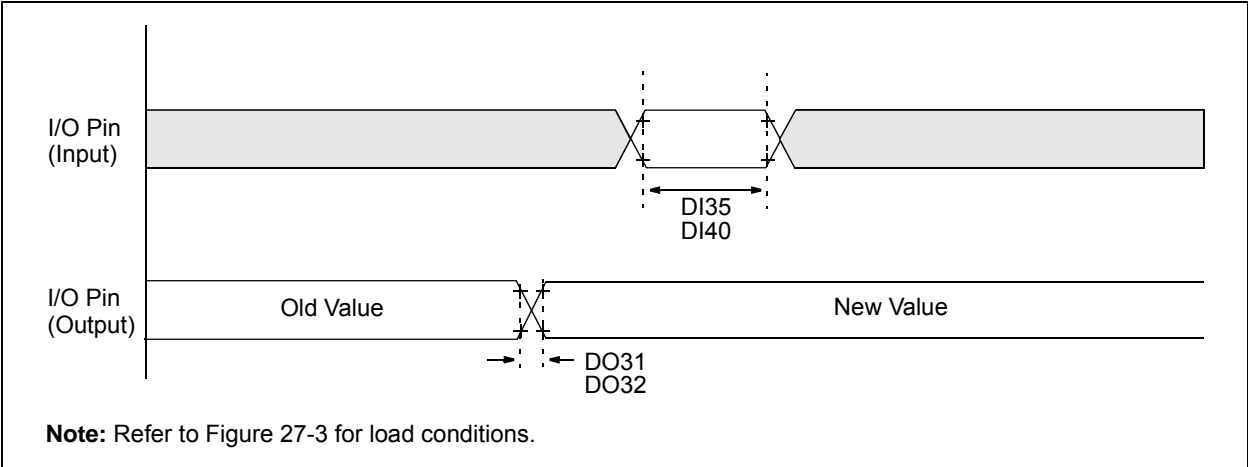 I/O Pin
(Input)
DI35
DI40
I/O Pin
(Output)
Old Value
New Value
DO31
DO32
Note: Refer to Figure 27-3 for load conditions.